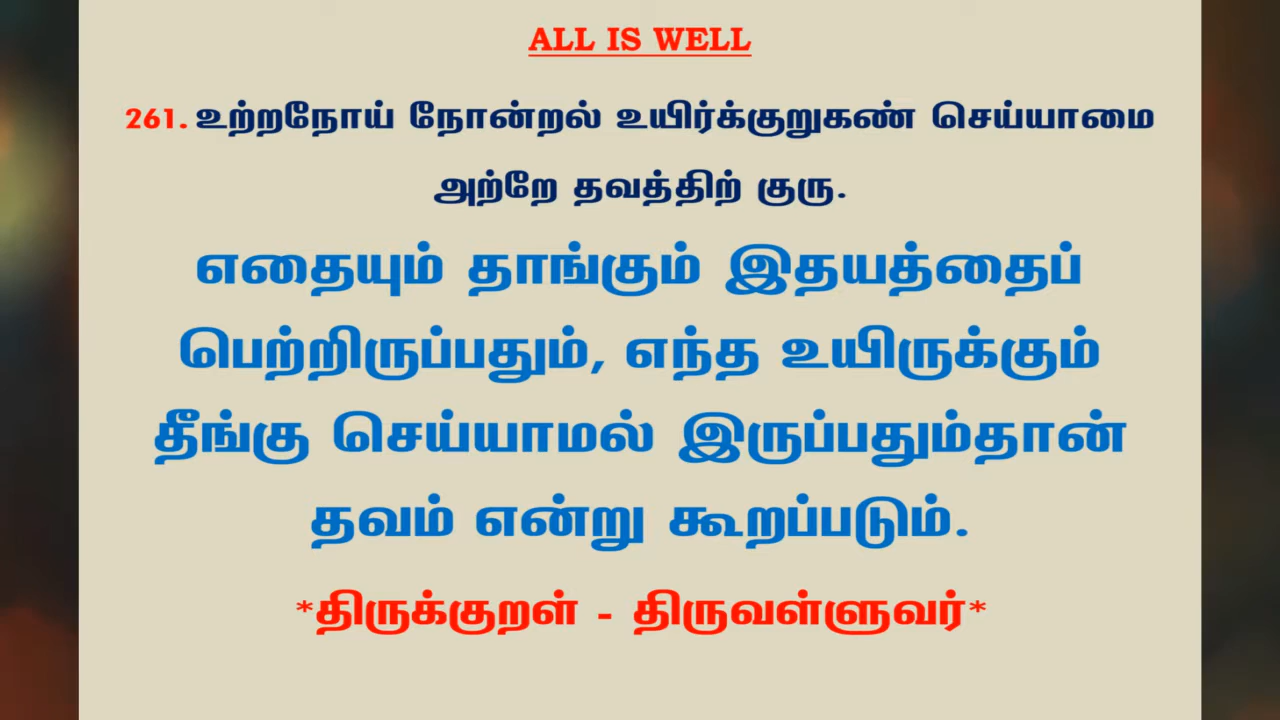 ALL IS WELL
261. உற்றநோய் நோன்றல் உயிர்க்குறுகண் செய்யாமை
அற்றே தவத்திற் குரு.
எதையும் தாங்கும் இதயத்தைப்
பெற்றிருப்பதும், எந்த உயிருக்கும்
தீங்கு செய்யாமல் இருப்பதும்தான்
தவம் என்று கூறப்படும்.
*திருக்குறள் - திருவள்ளுவர்*